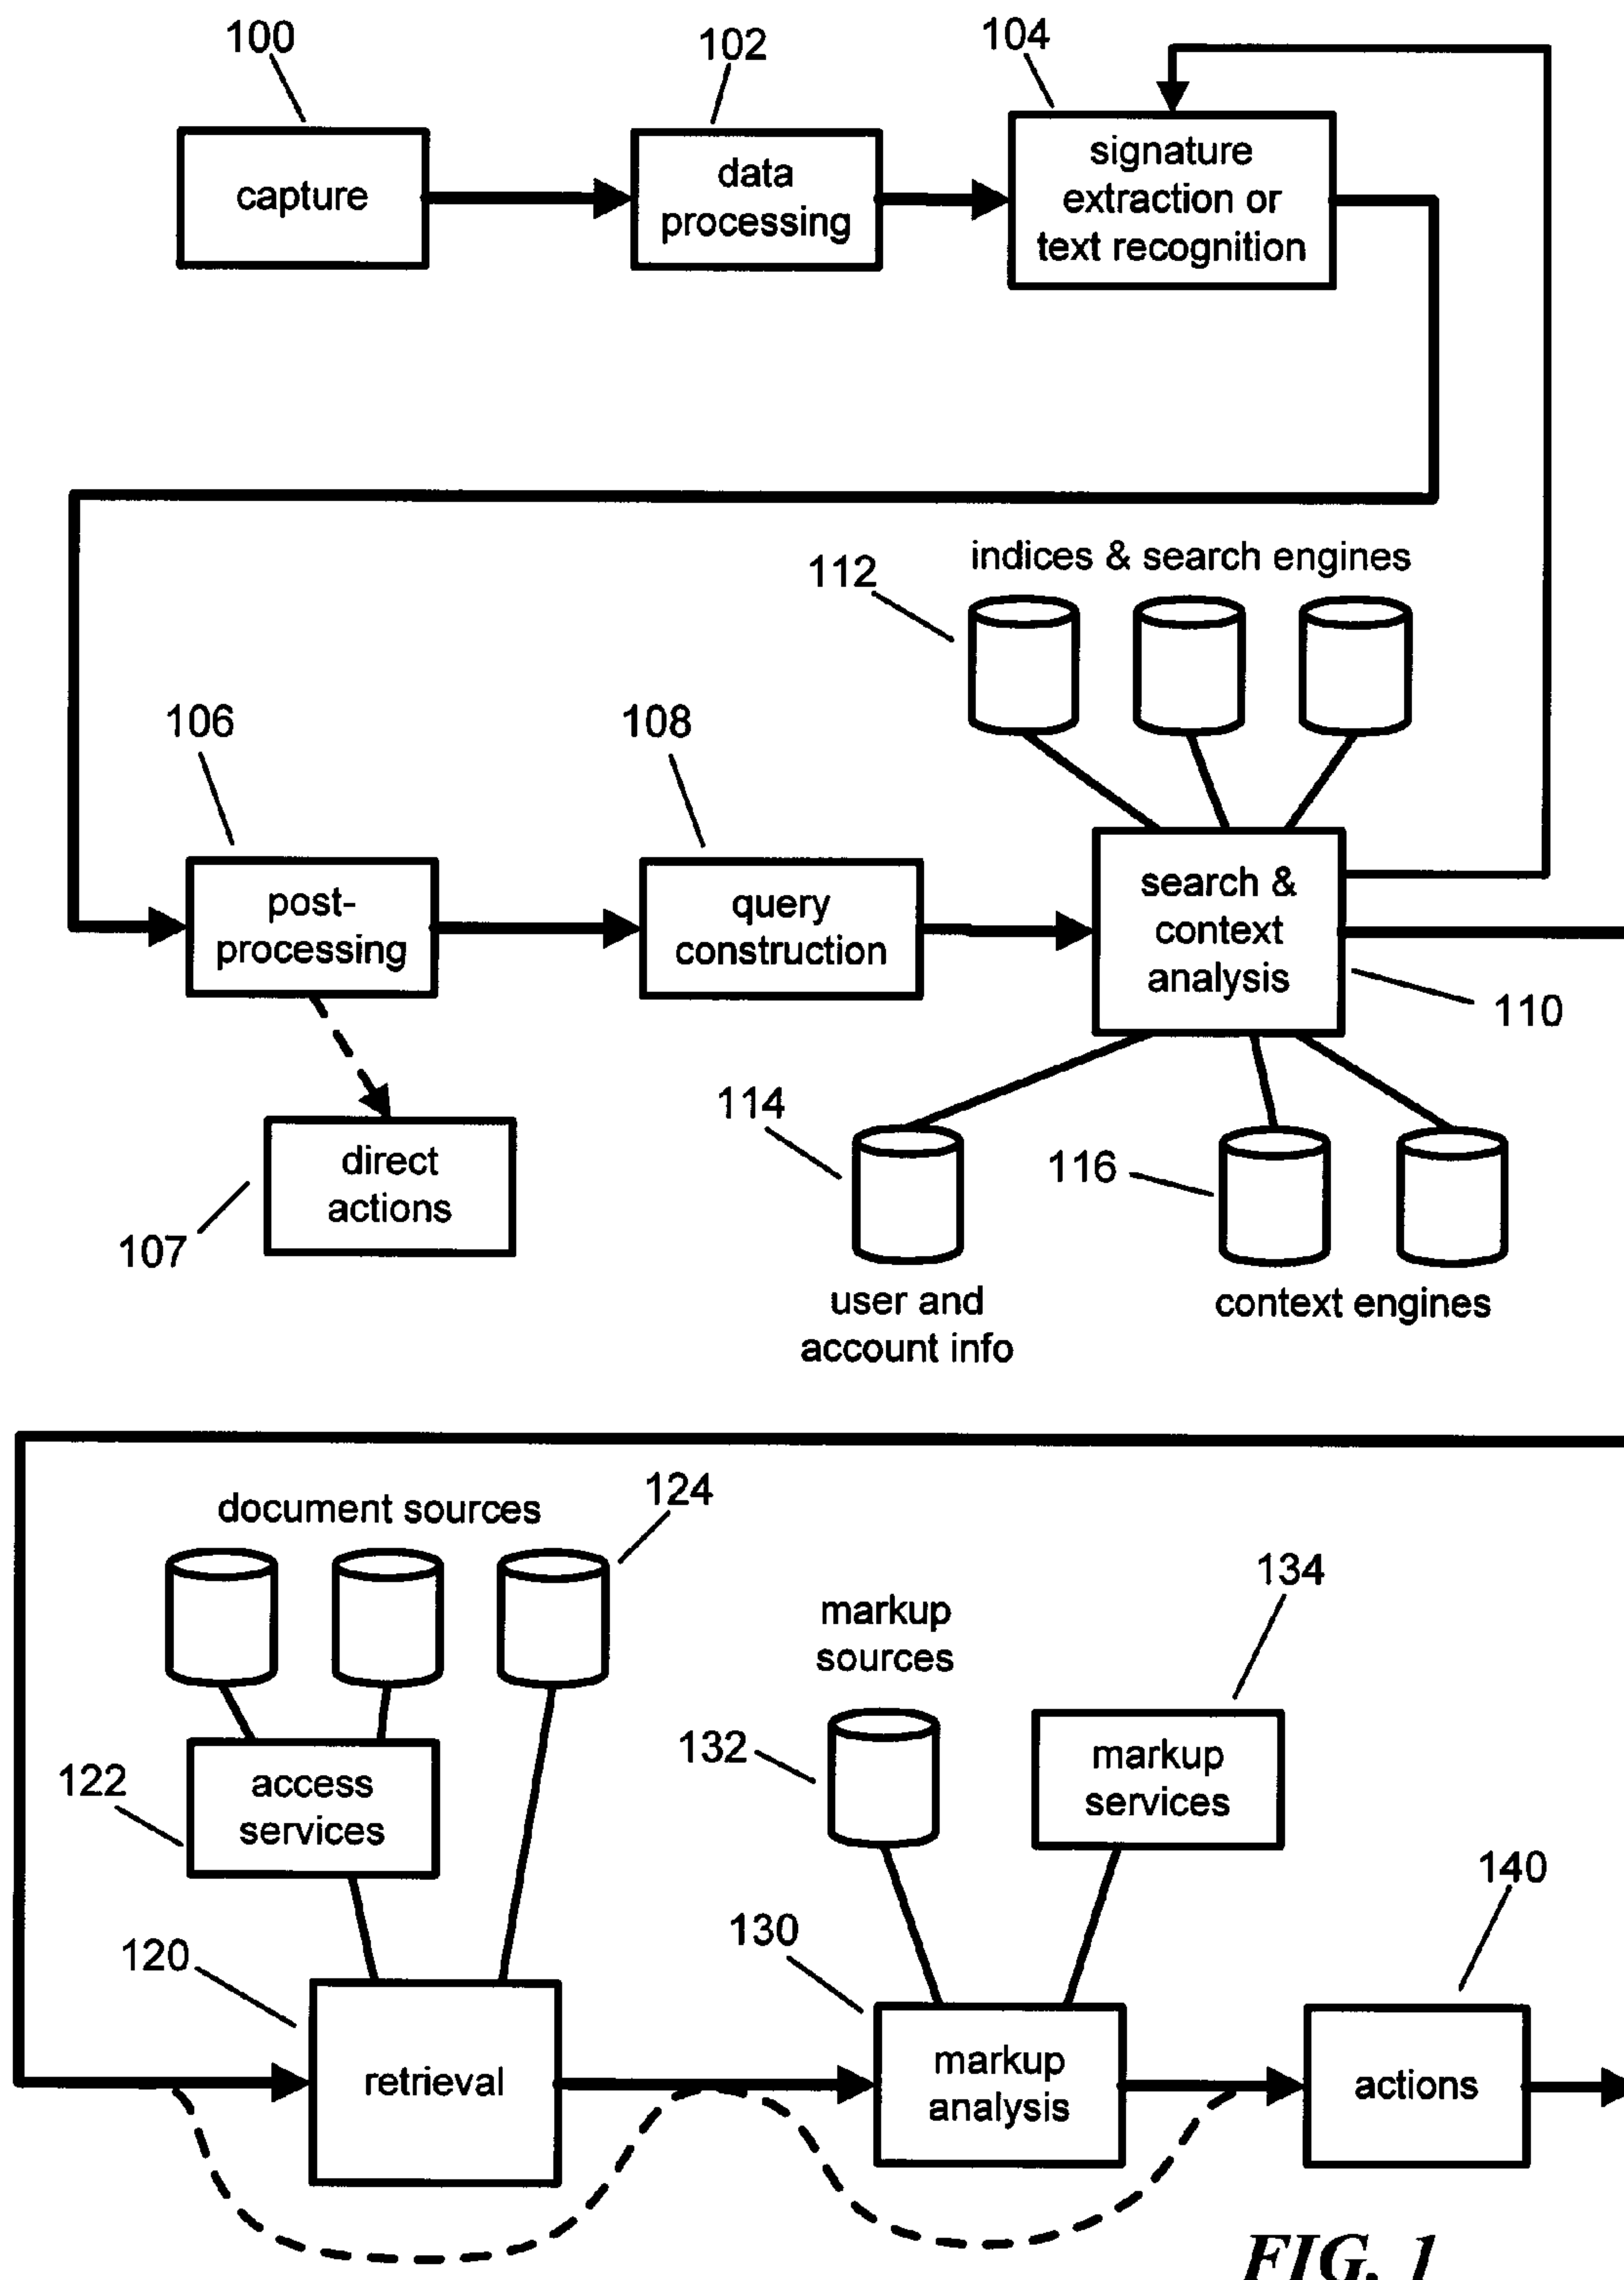 100
102
104
capture
data
processing
signature
extraction or
text recognition
indices & search engines
112
106
108
post-
processing
query
construction
search &
context
analysis
110
114
116
direct
actions
107
user and
account info
context engines
document sources
124
134
markup
sources
132
markup
services
122
access
services
140
130
120
retrieval
markup
analysis
actions
FIG. 1